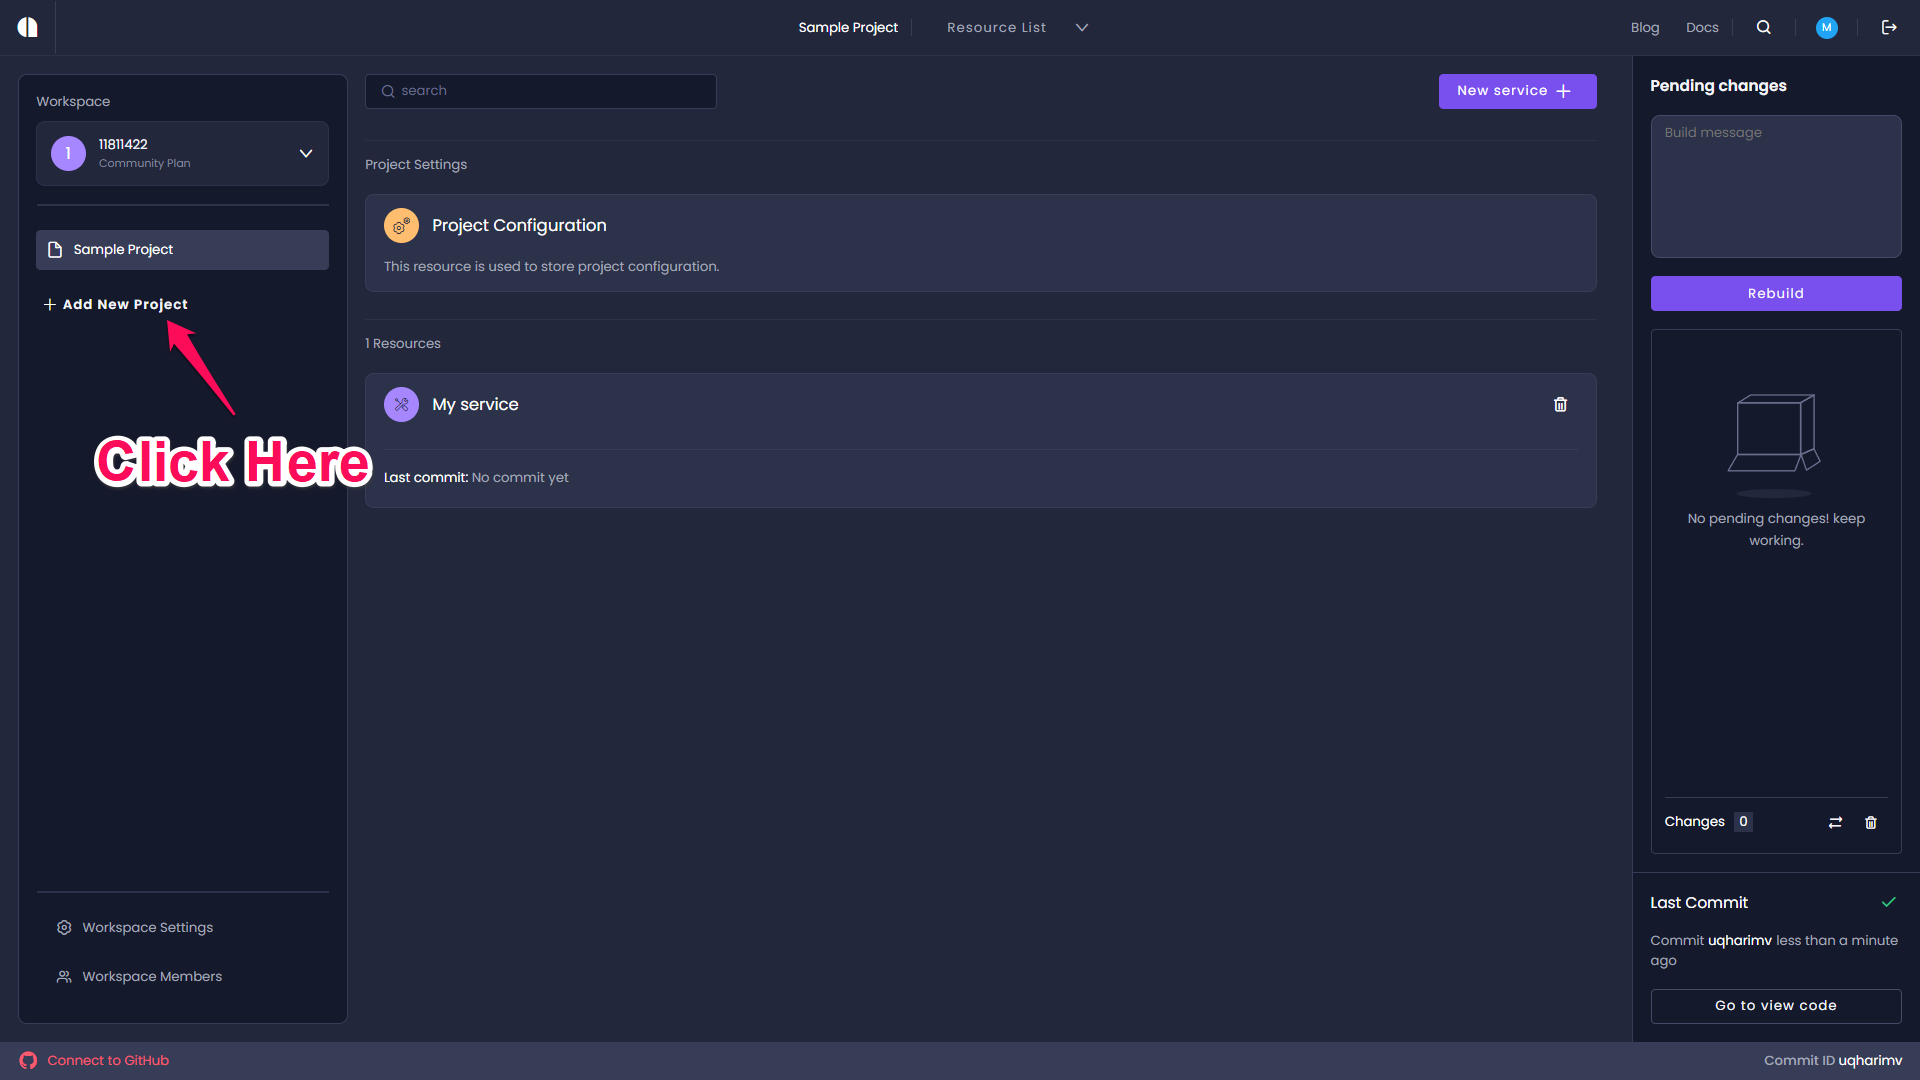 Sample Project
Resource List
Blog
Docs
M
Workspace
1
11811422
Community Plan
Sample Project
Add New Project
Click Here
Workspace Settings
Workspace Members
search
New service
Project Settings
Project Configuration
This resource is used to store project configuration.
1 Resources
My service
Last commit: No commit yet
Pending changes
Build message
Rebuild
No pending changes! keep
working.
Changes 0
Last Commit
Commit uqharimv less than a minute
ago
Go to view code
Connect to GitHub
Commit ID uqharimv